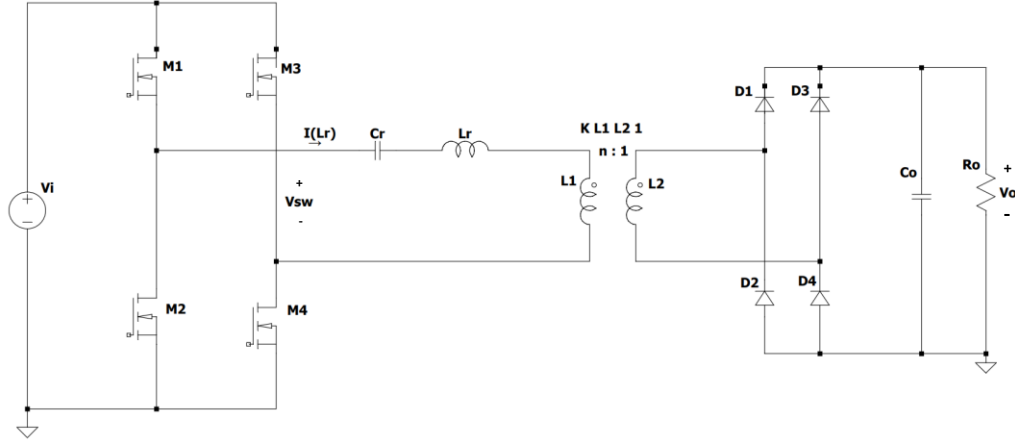 M1
M3
D1
D3
I(Lr)
Cr
Lr
K L1 L2 1
n : 1
Vi
+
Vsw
-
L1
L2
Co
Ro
+
Vo
-
M2
M4
D2
D4